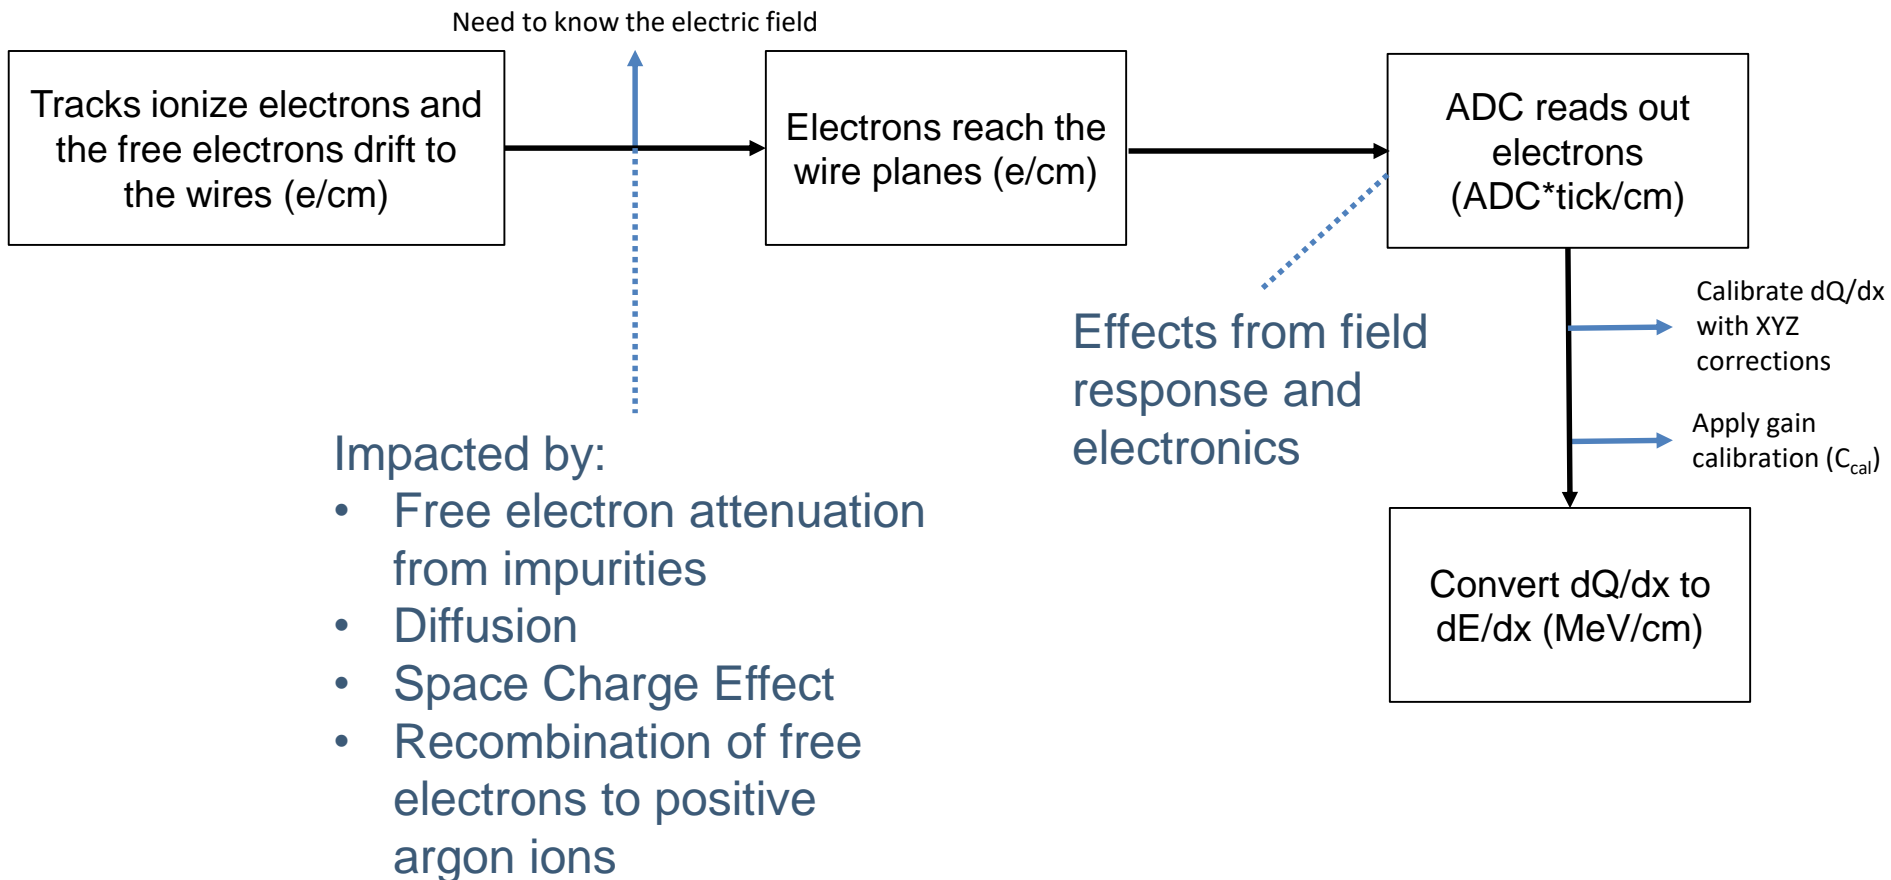 Need to know the electric field
Tracks ionize electrons and
the free electrons drift to
the wires (e/cm)
Electrons reach the
wire planes (e/cm)
ADC reads out
electrons
(ADC*tick/cm)
Calibrate dQ/dx
with XYZ
corrections
Effects from field
response and
electronics
Apply gain
calibration (C_cal)
Impacted by:
• Free electron attenuation
from impurities
• Diffusion
• Space Charge Effect
• Recombination of free
electrons to positive
argon ions
Convert dQ/dx to
dE/dx (MeV/cm)